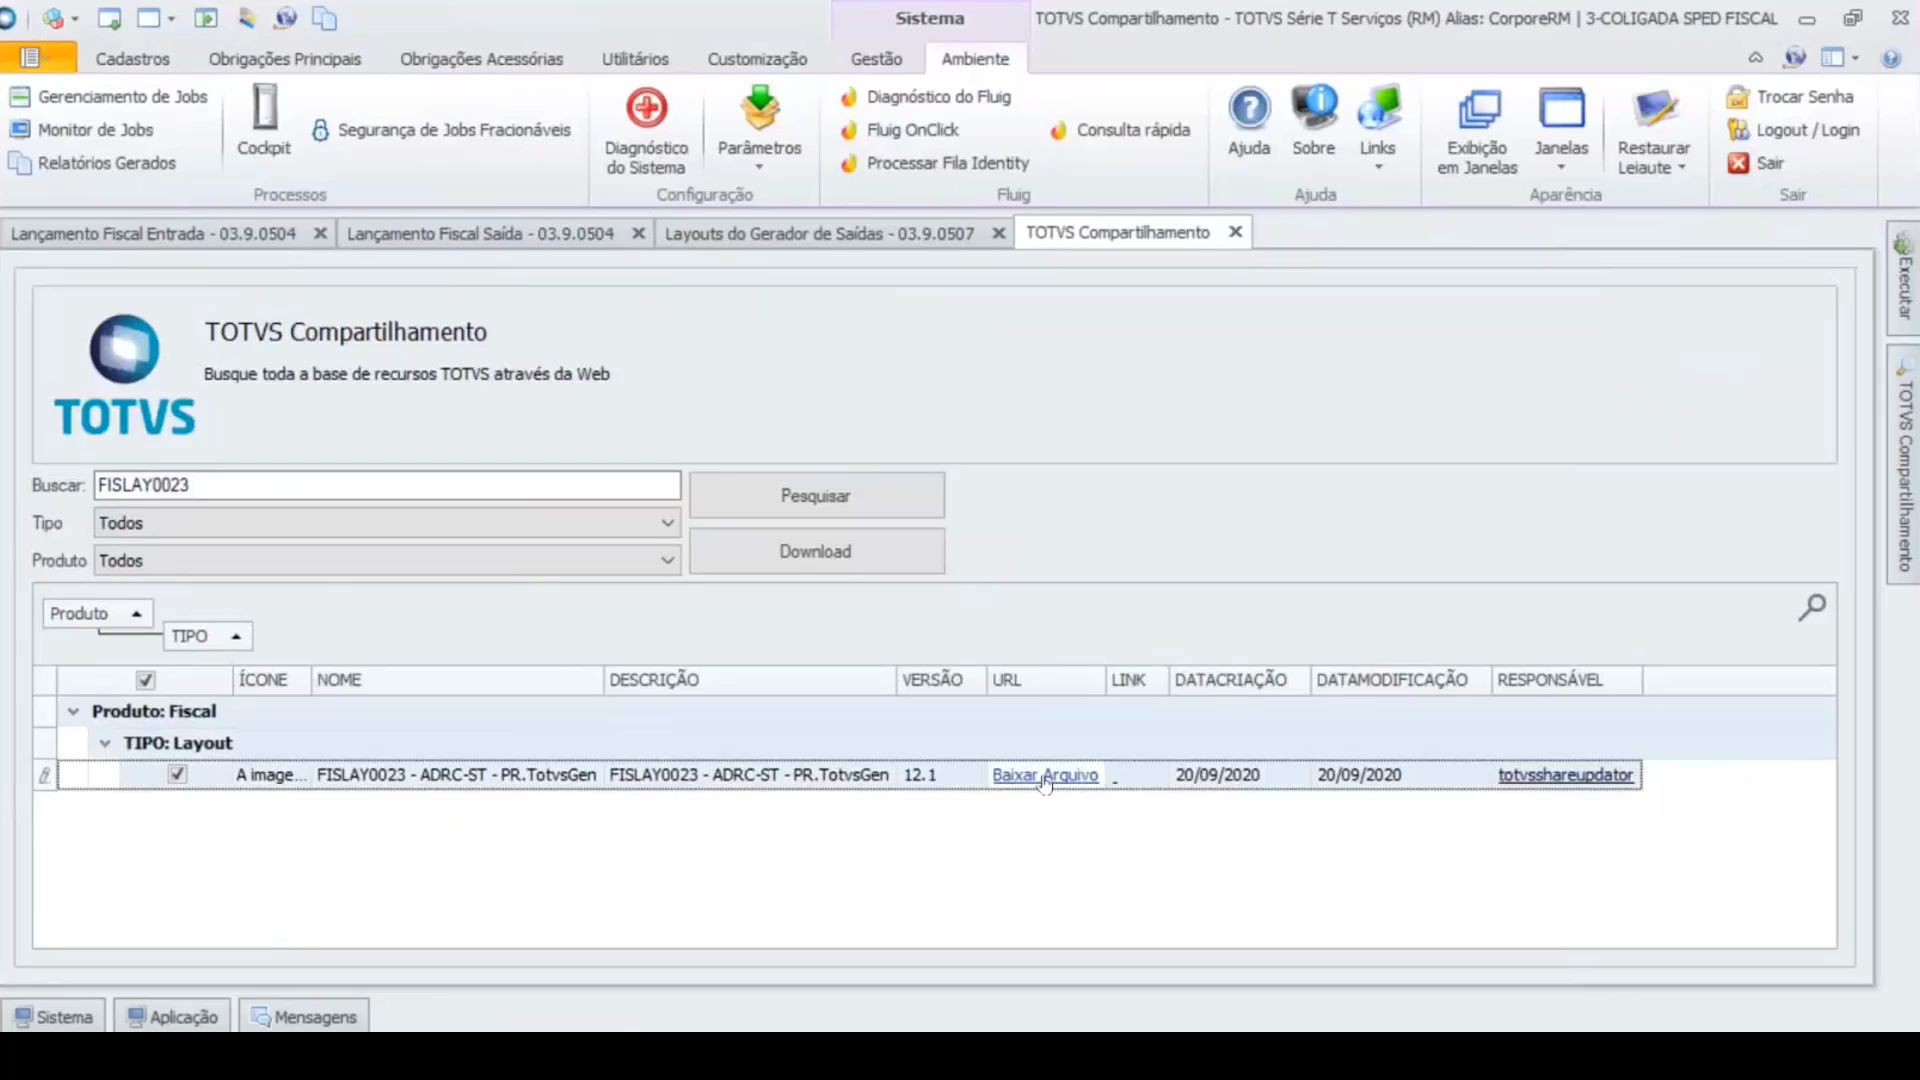 Sistema
TOTVS Compartilhamento - TOTVS Série T Serviços (RM) Alias: CorporeRM | 3-COLIGADA SPED FISCAL
Cadastros
Obrigações Principais
Obrigações Acessórias
Utilitários
Customização
Gestão
Ambiente
Gerenciamento de Jobs
Monitor de Jobs
Relatórios Gerados
Cockpit
Segurança de Jobs Fracionáveis
Processos
Diagnóstico
do Sistema
Parâmetros
Configuração
Diagnóstico do Fluig
Fluig OnClick
Processar Fila Identity
Consulta rápida
Fluig
Ajuda
Sobre
Links
Ajuda
Exibição
em Janelas
Janelas
Restaurar
Leiaute
Aparência
Trocar Senha
Logout / Login
Sair
Sair
Lançamento Fiscal Entrada - 03.9.0504
Lançamento Fiscal Saída - 03.9.0504
Layouts do Gerador de Saídas - 03.9.0507
TOTVS Compartilhamento
Executar
TOTVS Compartilhamento
TOTVS
TOTVS Compartilhamento
Busque toda a base de recursos TOTVS através da Web
Buscar: FISLAY0023
Pesquisar
Tipo Todos
Download
Produto Todos
Produto
TIPO
ÍCONE NOME DESCRIÇÃO VERSÃO URL LINK DATACRIAÇÃO DATAMODIFICAÇÃO RESPONSÁVEL
Produto: Fiscal
TIPO: Layout
A image... FISLAY0023 - ADRC-ST - PR.TotvsGen FISLAY0023 - ADRC-ST - PR.TotvsGen 12.1 Baixar Arquivo _ 20/09/2020 20/09/2020 totvsshareupdator
Sistema
Aplicação
Mensagens